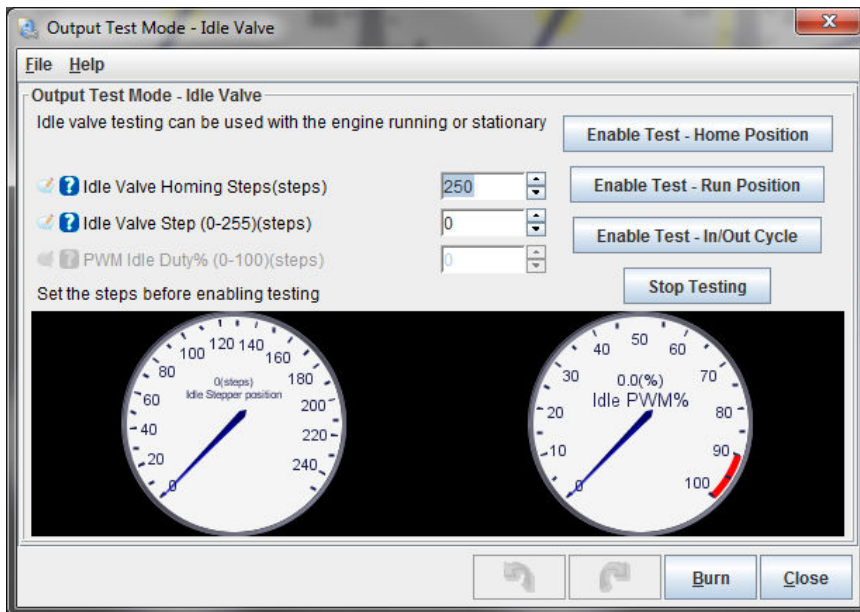 Output Test Mode - Idle Valve
X
File Help
Output Test Mode - Idle Valve
Idle valve testing can be used with the engine running or stationary
Enable Test - Home Position
? Idle Valve Homing Steps(steps) 250
Enable Test - Run Position
? Idle Valve Step (0-255)(steps) 0
Enable Test - In/Out Cycle
? PWM Idle Duty% (0-100)(steps) 0
Stop Testing
Set the steps before enabling testing
0 20 40 60 80 100 120 140 160 180 200 220 240
0(steps)
Idle Stepper position
0 10 20 30 40 50 60 70 80 90 100
0.0(%)
Idle PWM%
Burn
Close